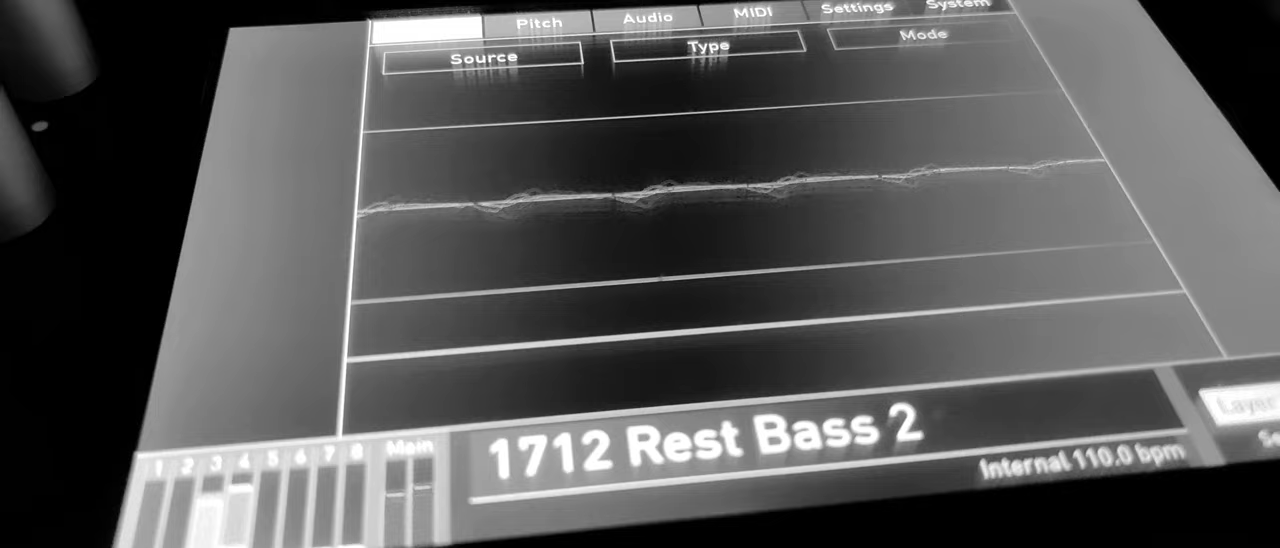 Pitch Audio MIDI Settings System
Source Type Mode
1 2 3 4 5 6 7 8 Main
1712 Rest Bass 2
Internal 110.0 bpm
Layer